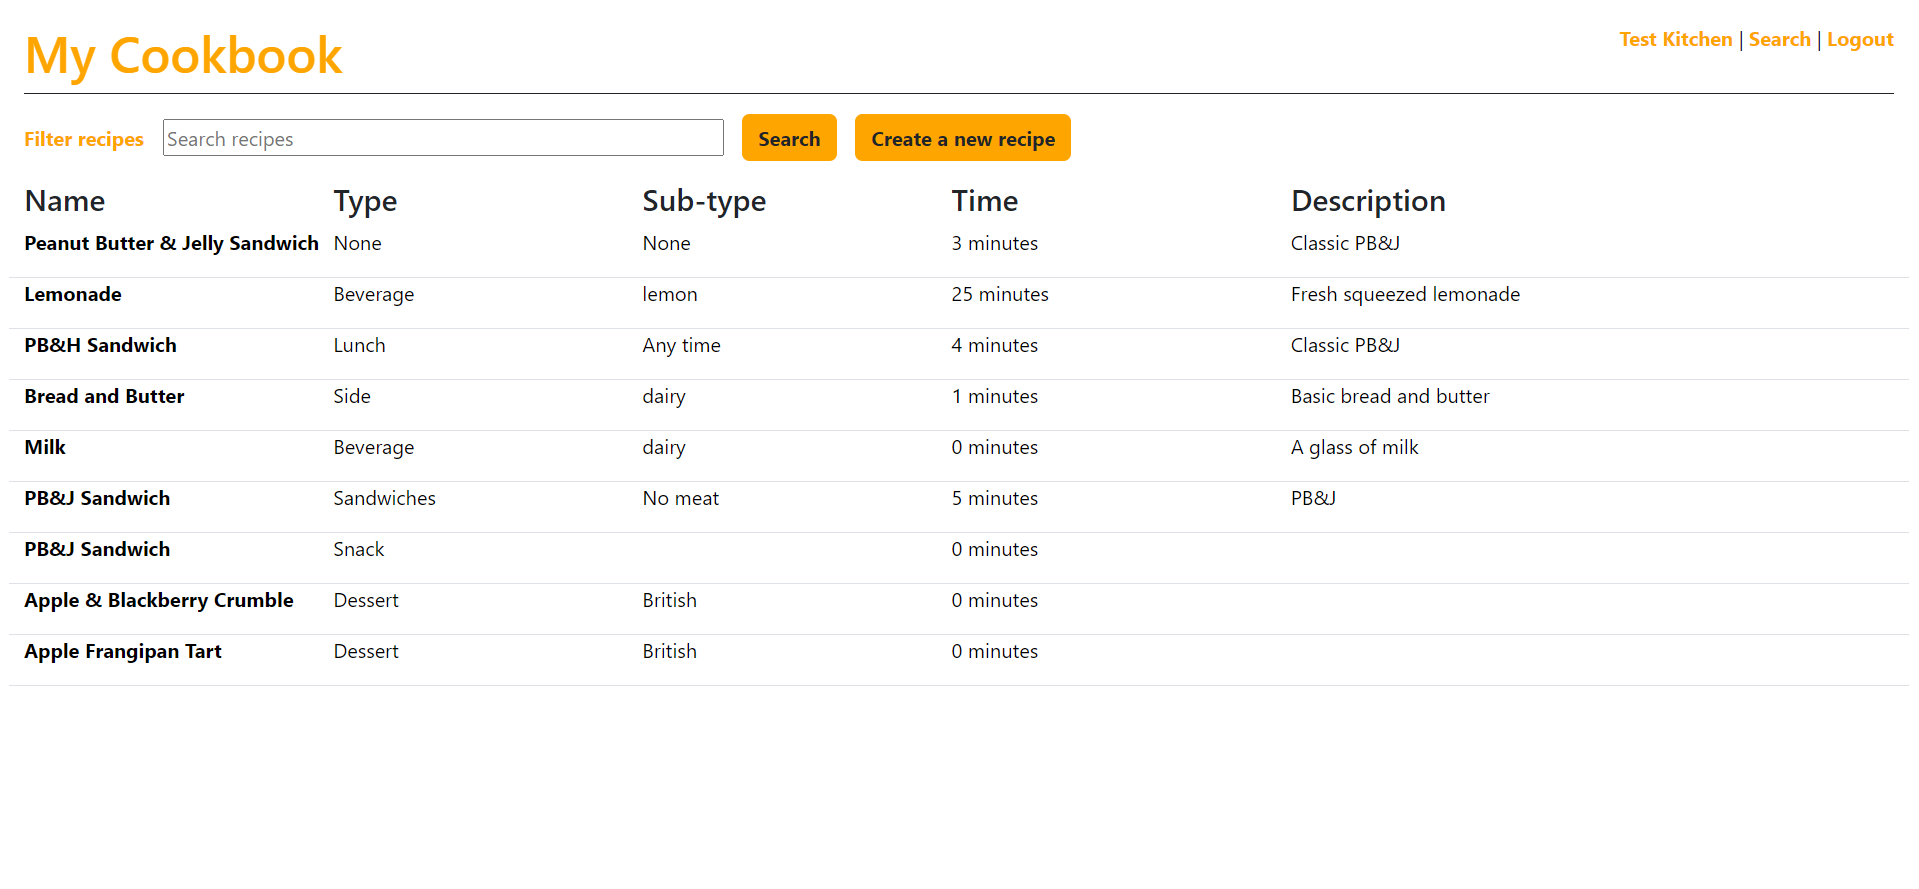 My Cookbook
Test Kitchen | Search | Logout
Filter recipes Search recipes Search Create a new recipe
Name Type Sub-type Time Description
Peanut Butter & Jelly Sandwich None None 3 minutes Classic PB&J
Lemonade Beverage lemon 25 minutes Fresh squeezed lemonade
PB&H Sandwich Lunch Any time 4 minutes Classic PB&J
Bread and Butter Side dairy 1 minutes Basic bread and butter
Milk Beverage dairy 0 minutes A glass of milk
PB&J Sandwich Sandwiches No meat 5 minutes PB&J
PB&J Sandwich Snack 0 minutes
Apple & Blackberry Crumble Dessert British 0 minutes
Apple Frangipan Tart Dessert British 0 minutes